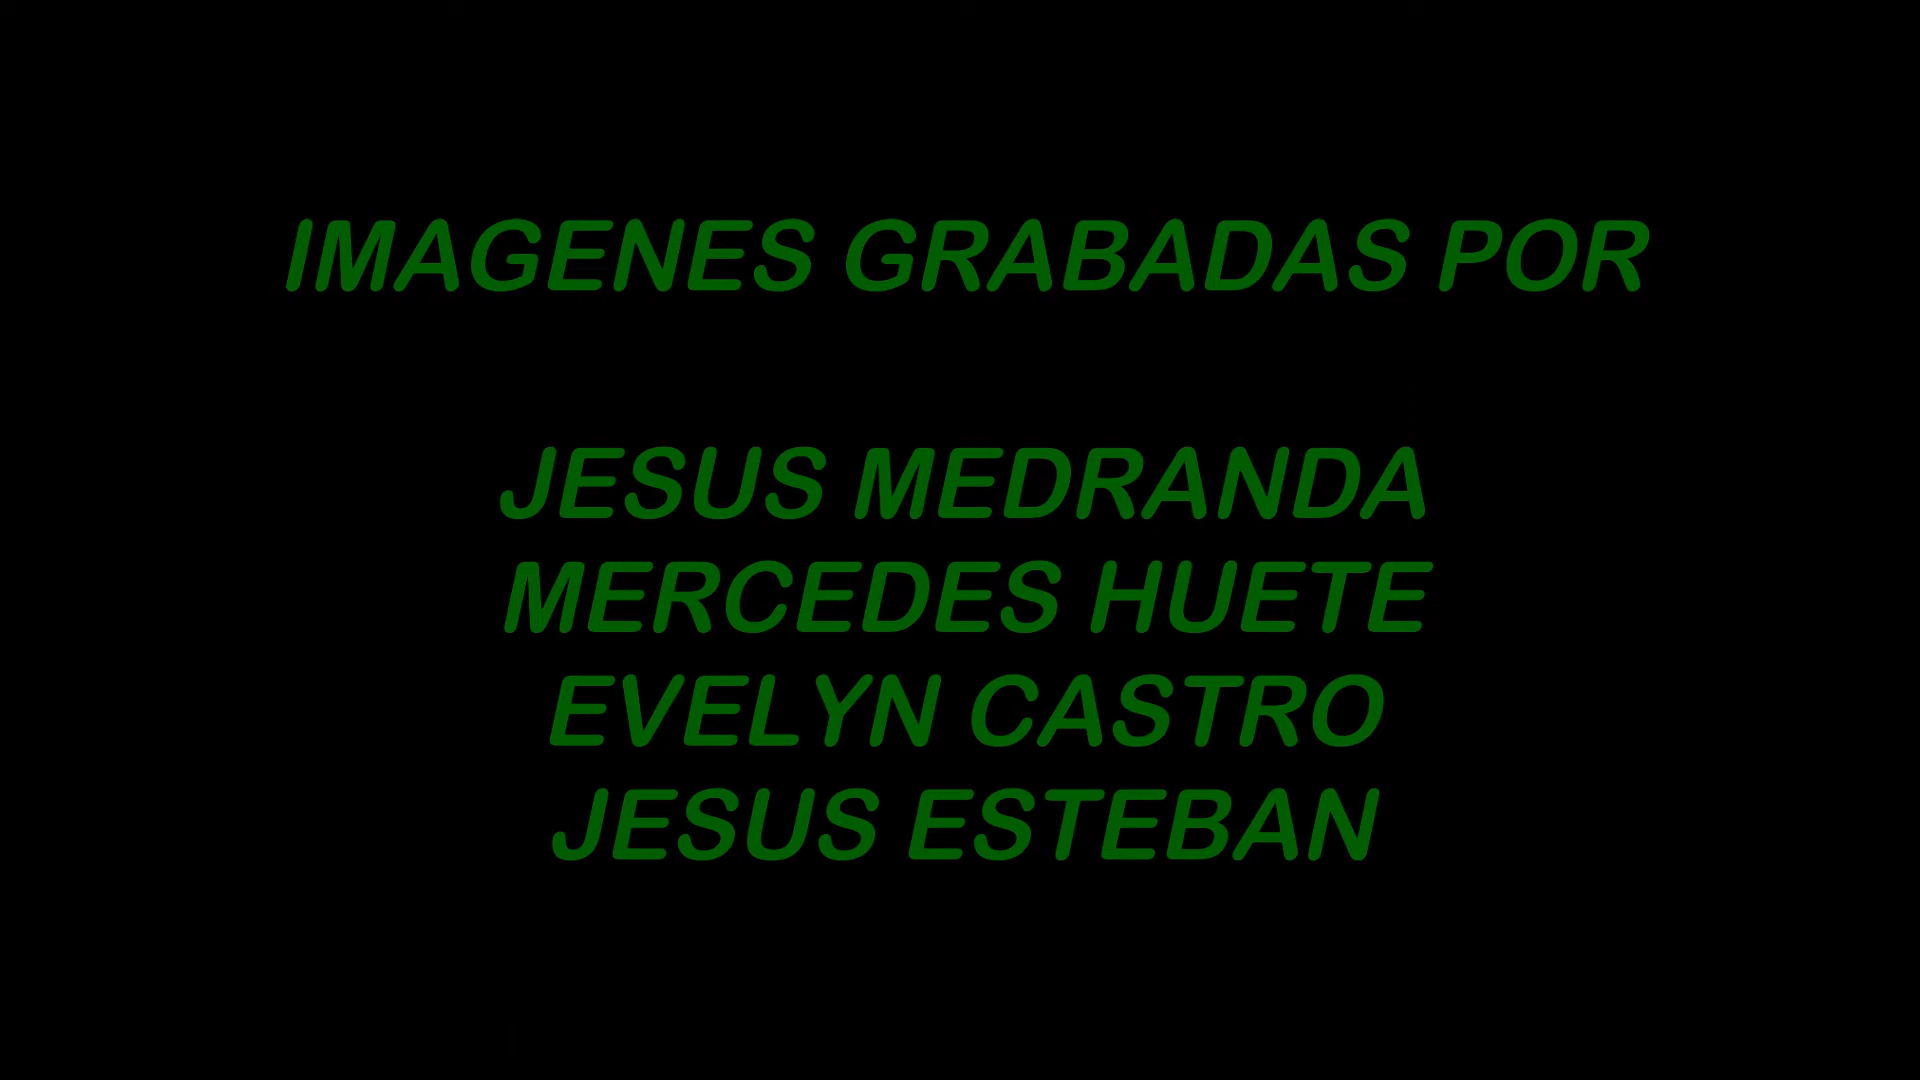 IMAGENES GRABADAS POR
JESUS MEDRANDA
MERCEDES HUETE
EVELYN CASTRO
JESUS ESTEBAN